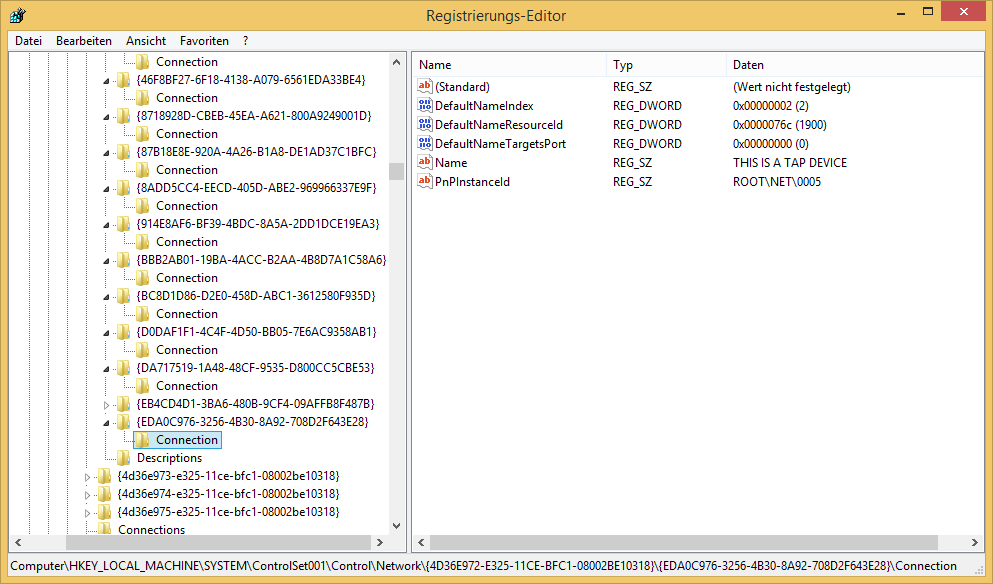 Registrierungs-Editor
Datei Bearbeiten Ansicht Favoriten ?
Connection
{46F8BF27-6F18-4138-A079-6561EDA33BE4}
Connection
{8718928D-CBEB-45EA-A621-800A9249001D}
Connection
{87B18E8E-920A-4A26-B1A8-DE1AD37C1BFC}
Connection
{8ADD5CC4-EECD-405D-ABE2-969966337E9F}
Connection
{914E8AF6-BF39-4BDC-8A5A-2DD1DCE19EA3}
Connection
{BBB2AB01-19BA-4ACC-B2AA-4B8D7A1C58A6}
Connection
{BC8D1D86-D2E0-458D-ABC1-3612580F935D}
Connection
{D0DAF1F1-4C4F-4D50-BB05-7E6AC9358AB1}
Connection
{DA717519-1A48-48CF-9535-D800CC5CBE53}
Connection
{EB4CD4D1-3BA6-480B-9CF4-09AFFB8F487B}
{EDA0C976-3256-4B30-8A92-708D2F643E28}
Connection
Descriptions
{4d36e973-e325-11ce-bfc1-08002be10318}
{4d36e974-e325-11ce-bfc1-08002be10318}
{4d36e975-e325-11ce-bfc1-08002be10318}
Connections
Name Typ Daten
(Standard) REG_SZ (Wert nicht festgelegt)
DefaultNameIndex REG_DWORD 0x00000002 (2)
DefaultNameResourceId REG_DWORD 0x0000076c (1900)
DefaultNameTargetsPort REG_DWORD 0x00000000 (0)
Name REG_SZ THIS IS A TAP DEVICE
PnPInstanceId REG_SZ ROOT\NET\0005
Computer\HKEY_LOCAL_MACHINE\SYSTEM\ControlSet001\Control\Network\{4D36E972-E325-11CE-BFC1-08002BE10318}\{EDA0C976-3256-4B30-8A92-708D2F643E28}\Connection